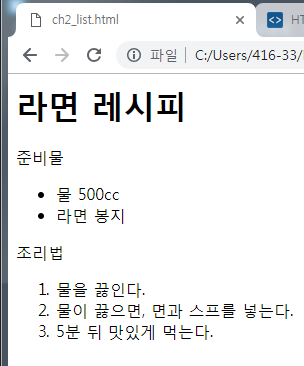 ch2_list.html
HT
파일 C:/Users/416-33/
라면 레시피
준비물
• 물 500cc
• 라면 봉지
조리법
1. 물을 끓인다.
2. 물이 끓으면, 면과 스프를 넣는다.
3. 5분 뒤 맛있게 먹는다.